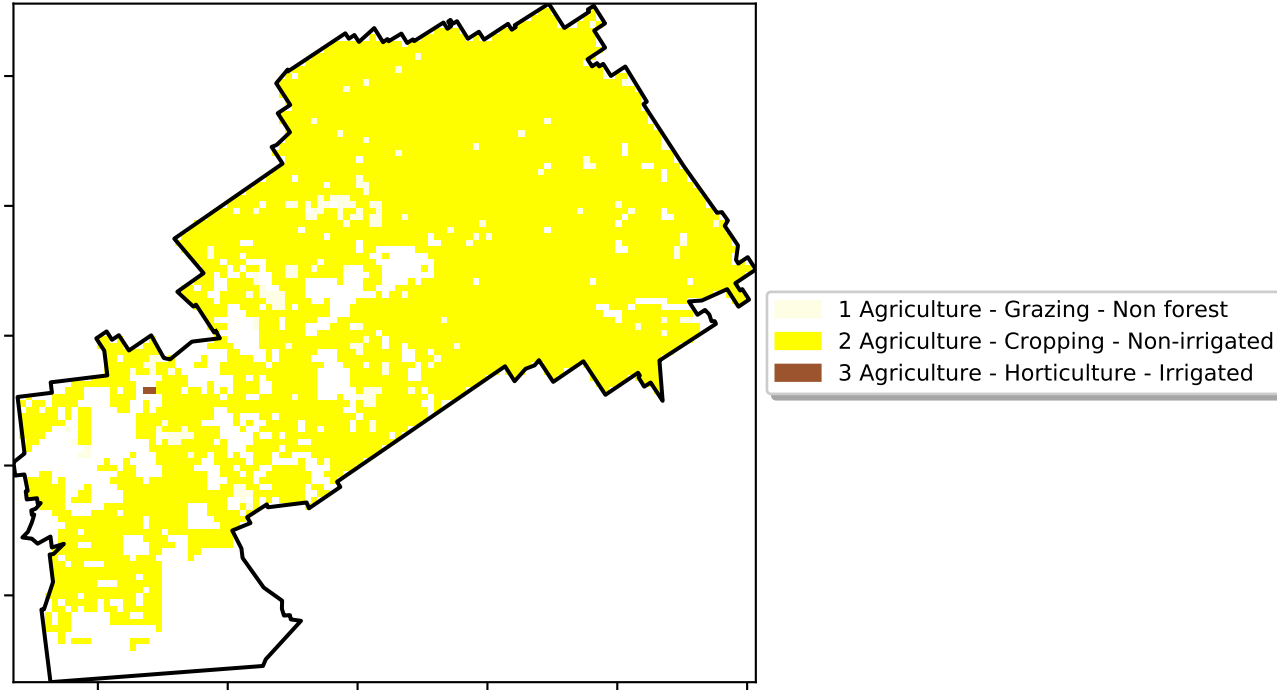 1 Agriculture - Grazing - Non forest
2 Agriculture - Cropping - Non-irrigated
3 Agriculture - Horticulture - Irrigated